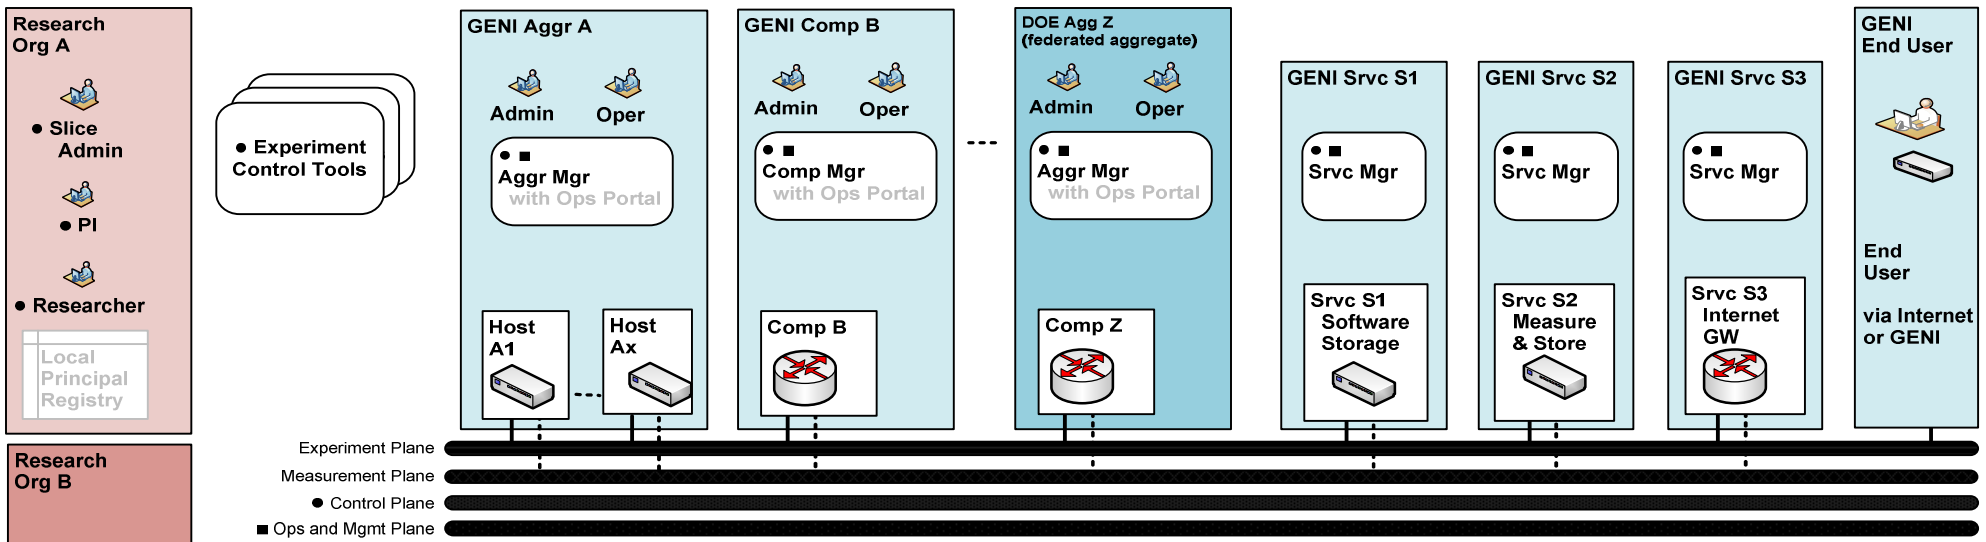 Research
Org A
● Slice
Admin
● PI
● Researcher
Local
Principal
Registry
Research
Org B
● Experiment
Control Tools
GENI Aggr A
Admin
Oper
● ■
Aggr Mgr
with Ops Portal
Host
A1
Host
Ax
GENI Comp B
Admin
Oper
● ■
Comp Mgr
with Ops Portal
Comp B
DOE Agg Z
(federated aggregate)
Admin
Oper
● ■
Aggr Mgr
with Ops Portal
Comp Z
GENI Srvc S1
● ■
Srvc Mgr
Srvc S1
Software
Storage
GENI Srvc S2
● ■
Srvc Mgr
Srvc S2
Measure
& Store
GENI Srvc S3
● ■
Srvc Mgr
Srvc S3
Internet
GW
GENI
End User
End
User
via Internet
or GENI
Experiment Plane
Measurement Plane
● Control Plane
■ Ops and Mgmt Plane